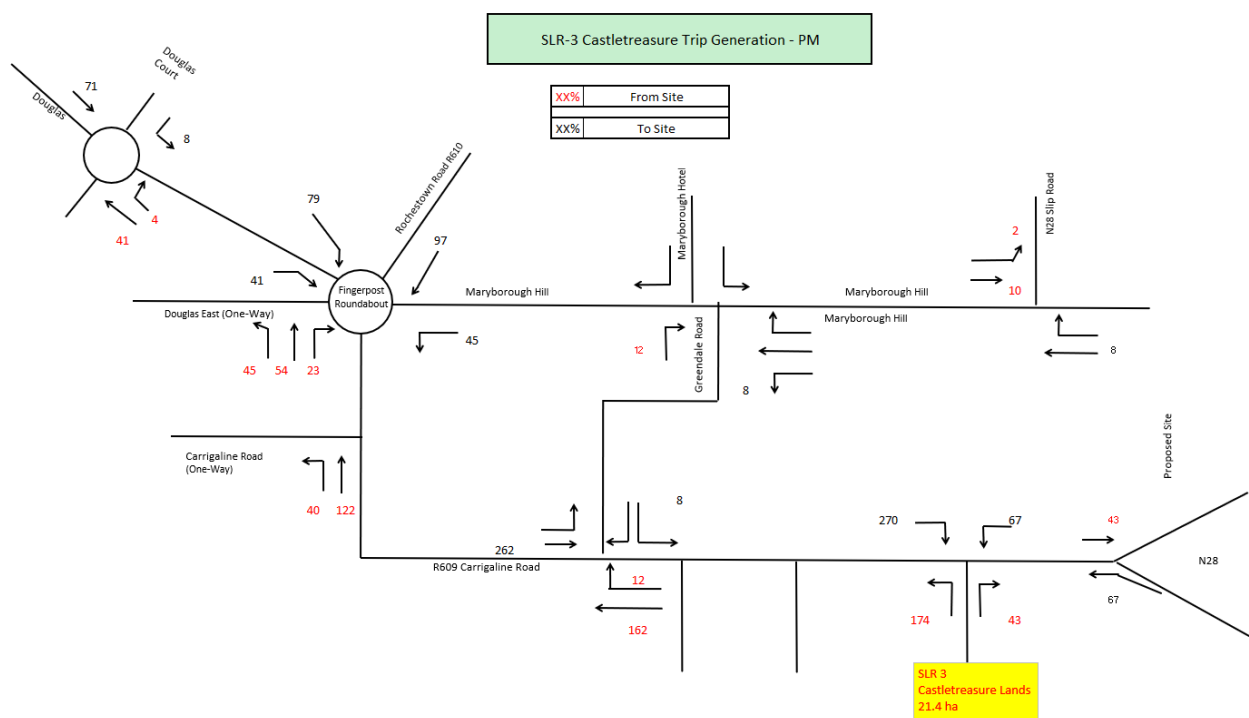 SLR-3 Castletreasure Trip Generation - PM
XX% From Site
XX% To Site
Douglas
Court
71
Douglas
8
4
41
79
Rochestown Road R610
97
41
Fingerpost
Roundabout
Douglas East (One-Way)
Maryborough Hill
45
45
54
23
Maryborough Hotel
N28 Slip Road
2
10
Maryborough Hill
Maryborough Hill
12
Greendale Road
8
8
Carrigaline Road
(One-Way)
40
122
262
R609 Carrigaline Road
8
12
162
270
67
43
Proposed Site
N28
67
174
43
SLR 3
Castletreasure Lands
21.4 ha